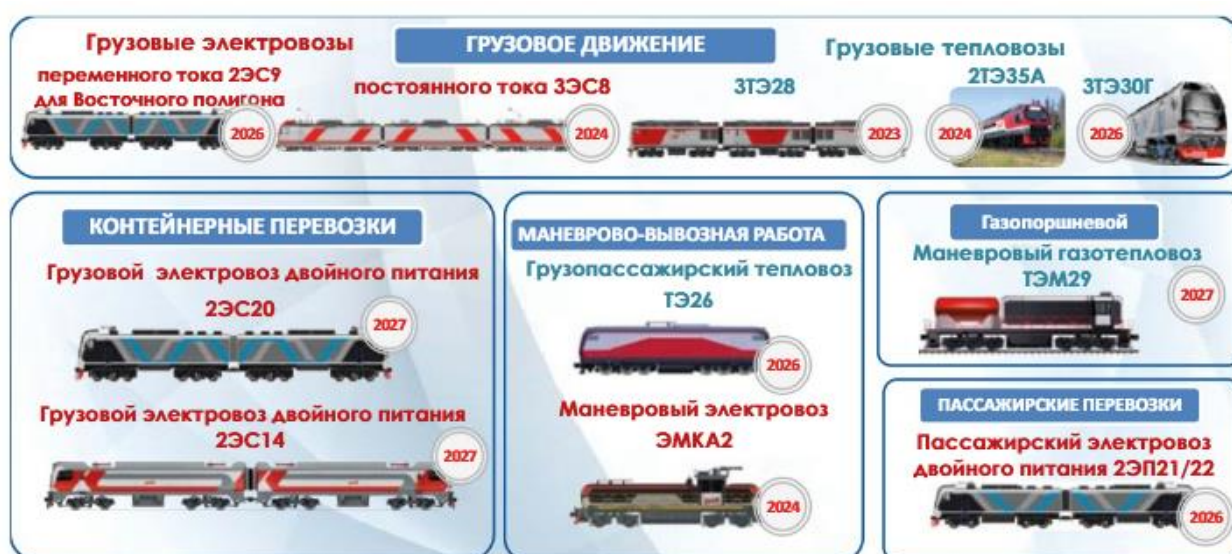 Грузовые электровозы
ГРУЗОВОЕ ДВИЖЕНИЕ
Грузовые тепловозы
переменного тока 2ЭС9
для Восточного полигона
2026
постоянного тока 3ЭС8
2024
3ТЭ28
2023
2ТЭ35А
2024
3ТЭ30Г
2026
КОНТЕЙНЕРНЫЕ ПЕРЕВОЗКИ
Грузовой электровоз двойного питания
2ЭС20
2027
Грузовой электровоз двойного питания
2ЭС14
2027
МАНЕВРОВО-ВЫВОЗНАЯ РАБОТА
Грузопассажирский тепловоз
ТЭ26
2026
Маневровый электровоз
ЭМКА2
2024
Газопоршневой
Маневровый газотепловоз
ТЭМ29
2027
ПАССАЖИРСКИЕ ПЕРЕВОЗКИ
Пассажирский электровоз
двойного питания 2ЭП21/22
2026